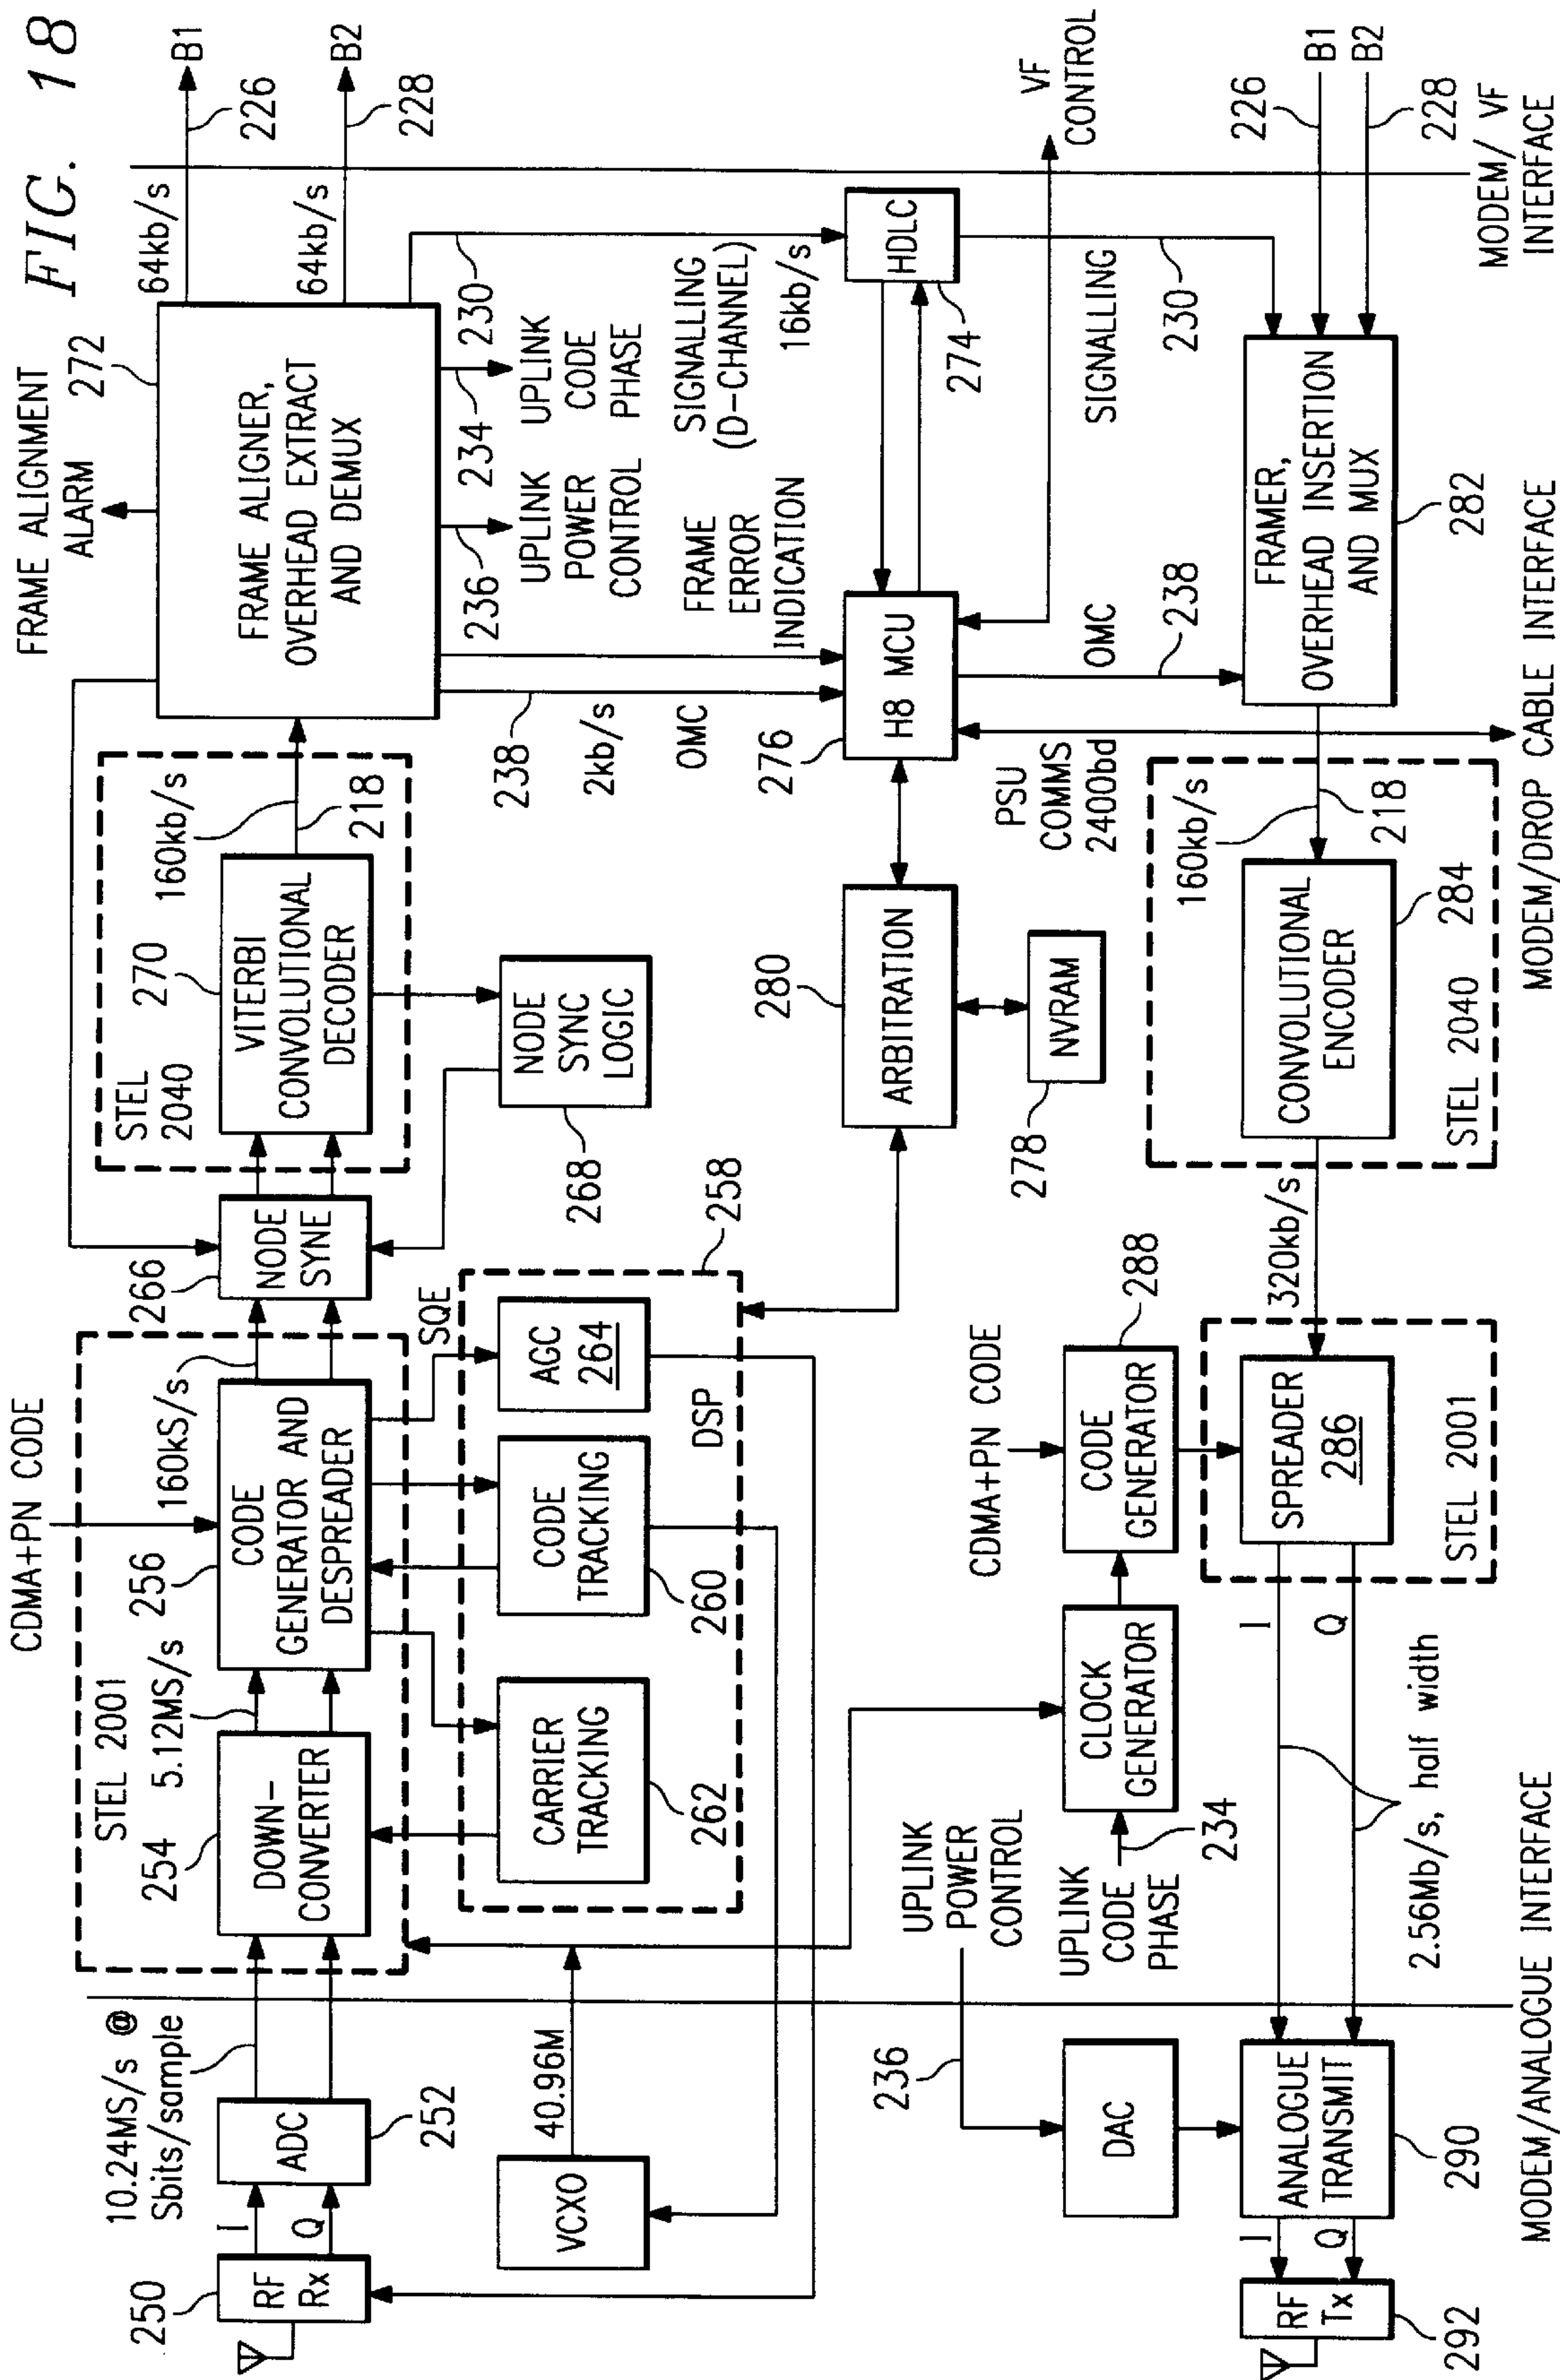 FIG. 18
CDMA+PN CODE
FRAME ALIGNMENT
ALARM
272
64kb/s
B1
226
64kb/s
B2
228
STEL 2001
254
5.12MS/s
256
160kS/s
266
STEL
2040
270
160kb/s
218
10.24MS/s @
Sbits/sample
250
RF
Rx
I
Q
ADC
252
DOWN-
CONVERTER
CODE
GENERATOR AND
DESPREADER
NODE
SYNE
VITERBI
CONVOLUTIONAL
DECODER
FRAME ALIGNER,
OVERHEAD EXTRACT
AND DEMUX
SQE
NODE
SYNC
LOGIC
268
258
CARRIER
TRACKING
262
CODE
TRACKING
260
AGC
264
DSP
VCXO
40.96M
238
2kb/s
OMC
236
UPLINK
POWER
CONTROL
234
UPLINK
CODE
PHASE
230
FRAME
ERROR
INDICATION
SIGNALLING
(D-CHANNEL)
16kb/s
280
ARBITRATION
NVRAM
278
276
H8 MCU
HDLC
274
VF
CONTROL
PSU
COMMS
2400bd
OMC
238
SIGNALLING
230
226
B1
228
B2
UPLINK
POWER
CONTROL
236
UPLINK
CODE
PHASE
234
CLOCK
GENERATOR
CDMA+PN CODE
CODE
GENERATOR
288
DAC
RF
Tx
292
I
Q
ANALOGUE
TRANSMIT
290
2.56Mb/s, half width
I
Q
SPREADER
286
STEL 2001
320kb/s
CONVOLUTIONAL
ENCODER
284
STEL 2040
160kb/s
218
FRAMER,
OVERHEAD INSERTION
AND MUX
282
MODEM/ANALOGUE INTERFACE
MODEM/DROP CABLE INTERFACE
MODEM/VF
INTERFACE